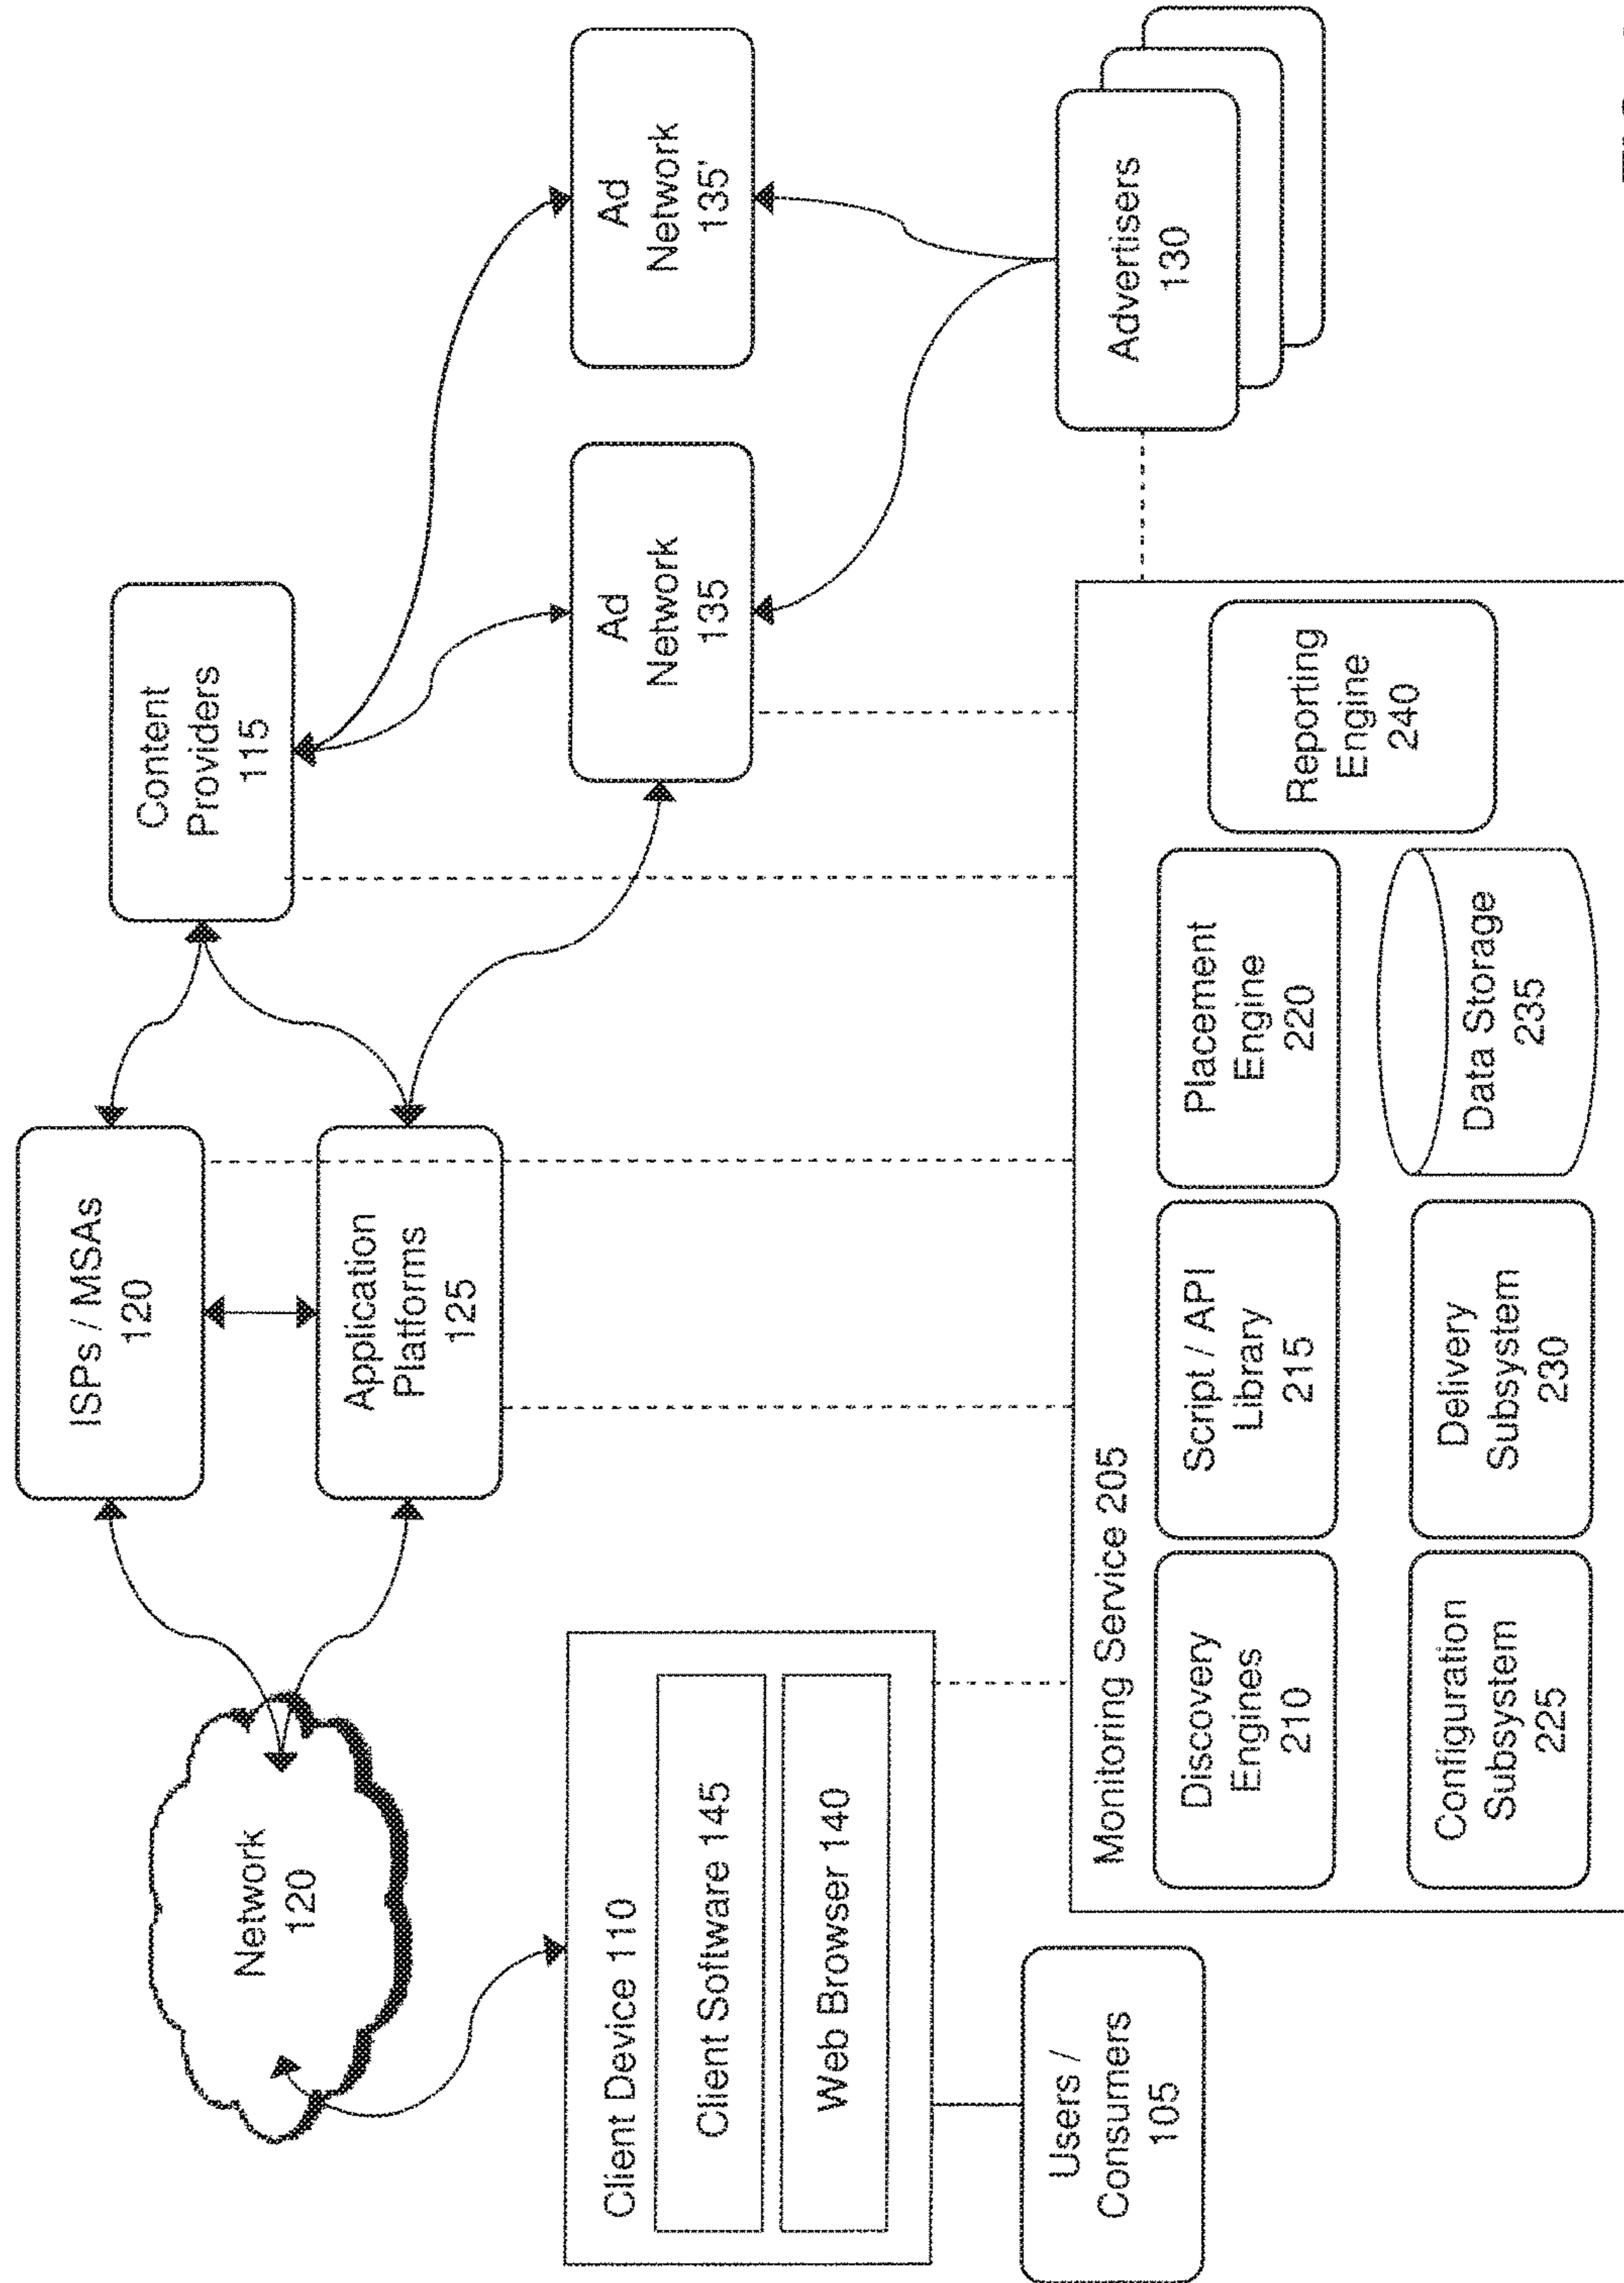 ISPs / MSAs
120
Content
Providers
115
Network
120
Application
Platforms
125
Client Device 110
Client Software 145
Web Browser 140
Ad
Network
135
Ad
Network
135'
Users /
Consumers
105
Advertisers
130
Monitoring Service 205
Discovery
Engines
210
Script / API
Library
215
Placement
Engine
220
Reporting
Engine
240
Configuration
Subsystem
225
Delivery
Subsystem
230
Data Storage
235